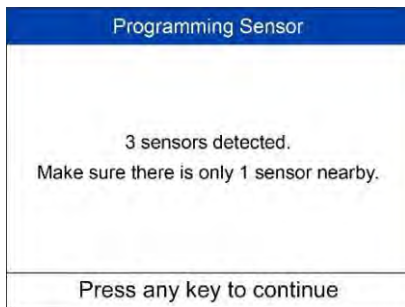 Programming Sensor
3 sensors detected.
Make sure there is only 1 sensor nearby.
Press any key to continue